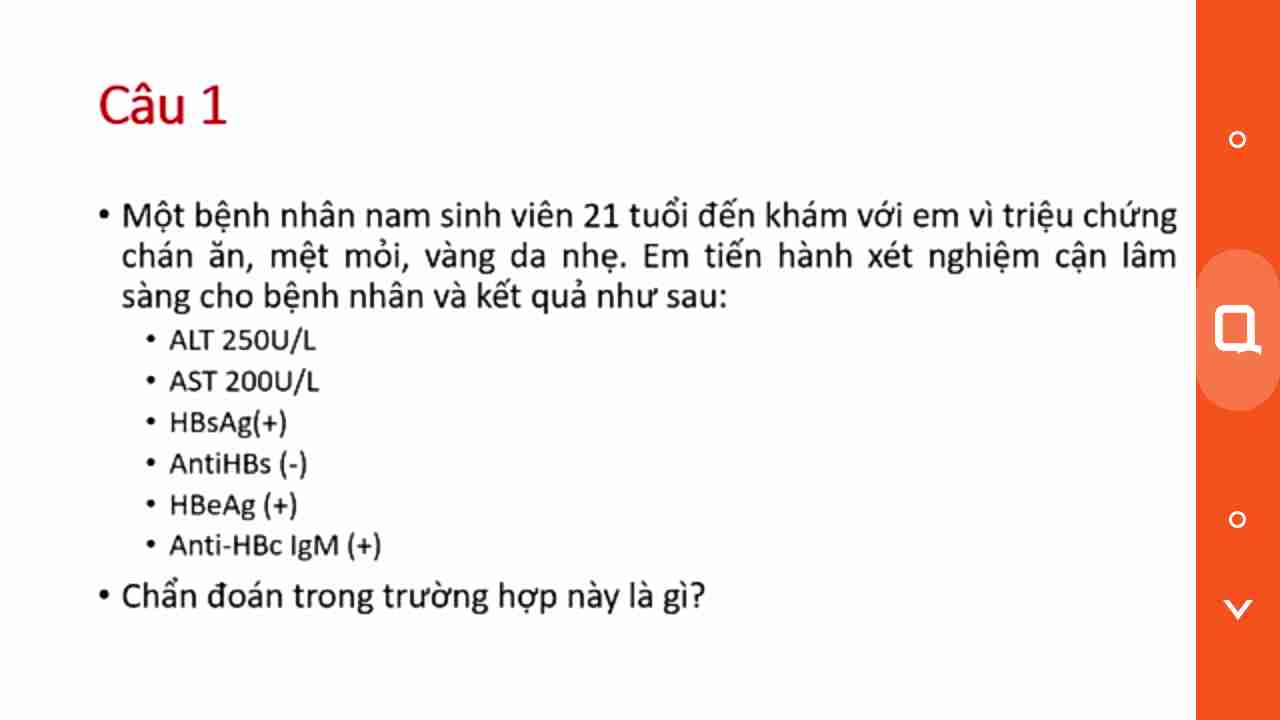 Câu 1
• Một bệnh nhân nam sinh viên 21 tuổi đến khám với em vì triệu chứng
chán ăn, mệt mỏi, vàng da nhẹ. Em tiến hành xét nghiệm cận lâm
sàng cho bệnh nhân và kết quả như sau:
• ALT 250U/L
• AST 200U/L
• HBsAg(+)
• AntiHBs (-)
• HBeAg (+)
• Anti-HBc IgM (+)
• Chẩn đoán trong trường hợp này là gì?